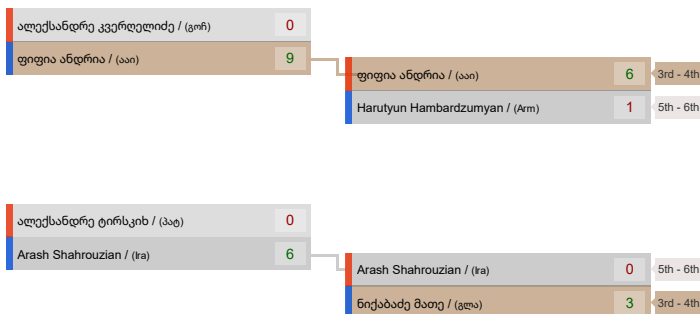 ალექსანდრე კვერღელიძე / (გოჩ) 0
ფიფია ანდრია / (ააი) 9
ფიფია ანდრია / (ააი) 6 3rd - 4th
Harutyun Hambardzumyan / (Arm) 1 5th - 6th
ალექსანდრე ტირსკიხ / (პატ) 0
Arash Shahrouzian / (Ira) 6
Arash Shahrouzian / (Ira) 0 5th - 6th
ნიქაბაძე მათე / (გლა) 3 3rd - 4th